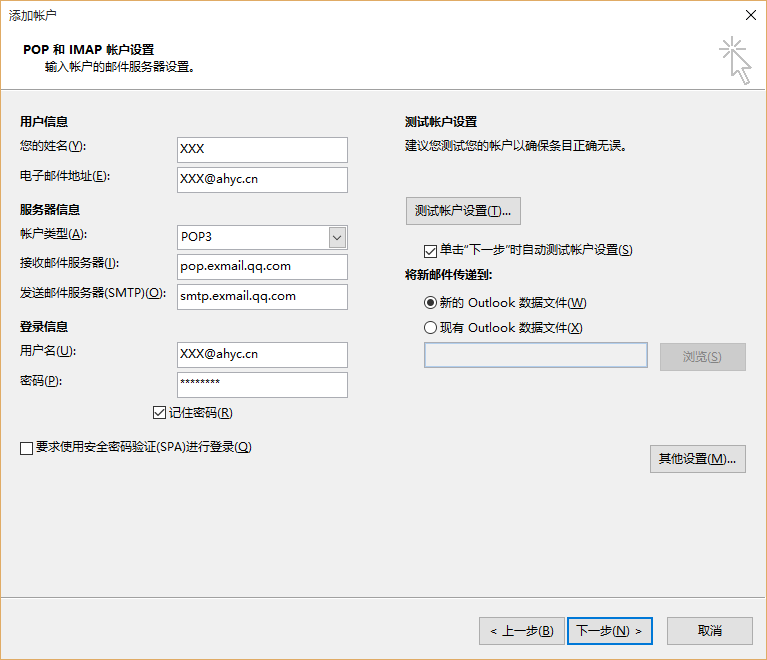 添加帐户
POP 和 IMAP 帐户设置
输入帐户的邮件服务器设置。
用户信息
您的姓名(Y):
XXX
电子邮件地址(E):
XXX@ahyc.cn
服务器信息
帐户类型(A):
POP3
接收邮件服务器(I):
pop.exmail.qq.com
发送邮件服务器(SMTP)(O):
smtp.exmail.qq.com
登录信息
用户名(U):
XXX@ahyc.cn
密码(P):
********
记住密码(R)
要求使用安全密码验证(SPA)进行登录(Q)
测试帐户设置
建议您测试您的帐户以确保条目正确无误。
测试帐户设置(T)...
单击“下一步”时自动测试帐户设置(S)
将新邮件传递到:
新的 Outlook 数据文件(W)
现有 Outlook 数据文件(X)
浏览(S)
其他设置(M)...
< 上一步(B)
下一步(N) >
取消